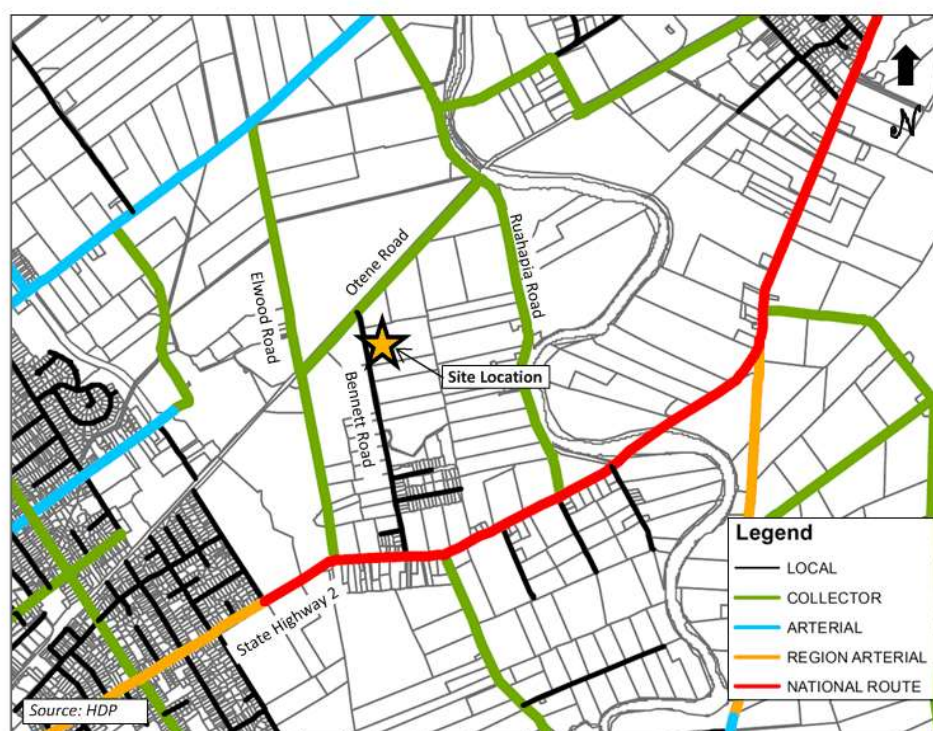 N
Otene Road
Ruahapia Road
Elwood Road
Bennett Road
Site Location
State Highway 2
Legend
LOCAL
COLLECTOR
ARTERIAL
REGION ARTERIAL
NATIONAL ROUTE
Source: HDP